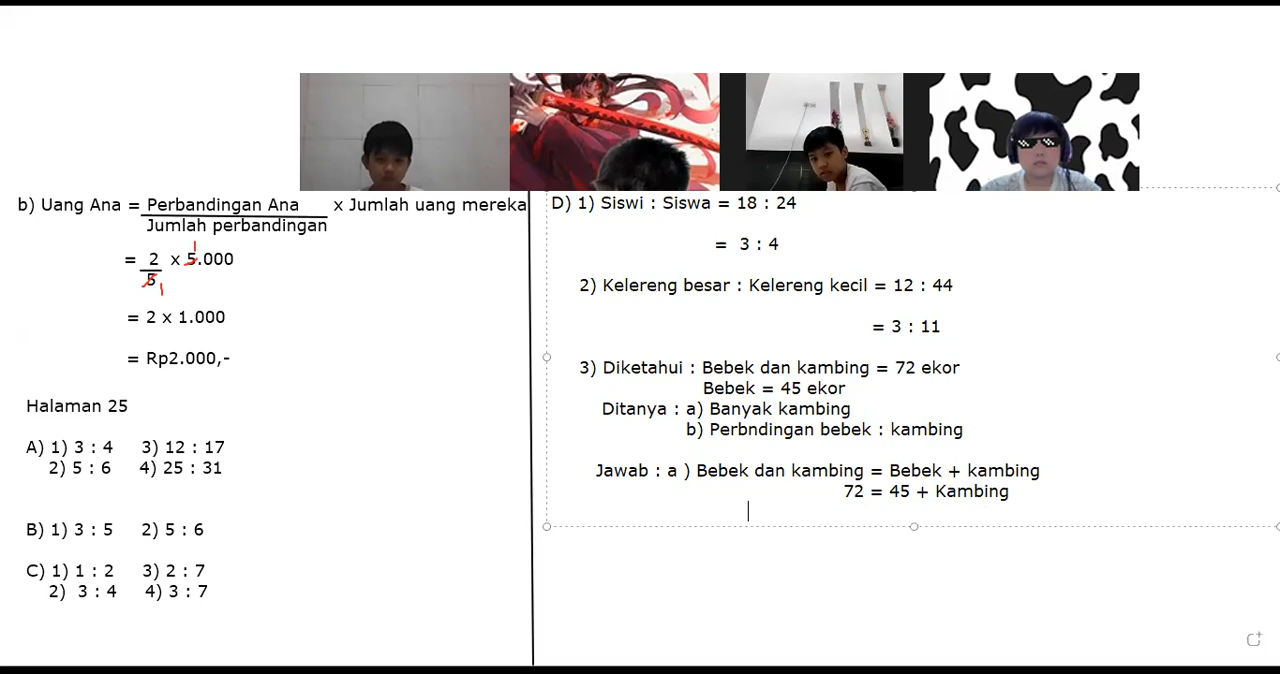 b) Uang Ana = Perbandingan Ana x Jumlah uang mereka
Jumlah perbandingan
1
= 2 x 5.000
5 1
= 2 x 1.000
= Rp2.000,-
Halaman 25
A) 1) 3 : 4 3) 12 : 17
2) 5 : 6 4) 25 : 31
B) 1) 3 : 5 2) 5 : 6
C) 1) 1 : 2 3) 2 : 7
2) 3 : 4 4) 3 : 7
D) 1) Siswi : Siswa = 18 : 24
= 3 : 4
2) Kelereng besar : Kelereng kecil = 12 : 44
= 3 : 11
3) Diketahui : Bebek dan kambing = 72 ekor
Bebek = 45 ekor
Ditanya : a) Banyak kambing
b) Perbndingan bebek : kambing
Jawab : a ) Bebek dan kambing = Bebek + kambing
72 = 45 + Kambing